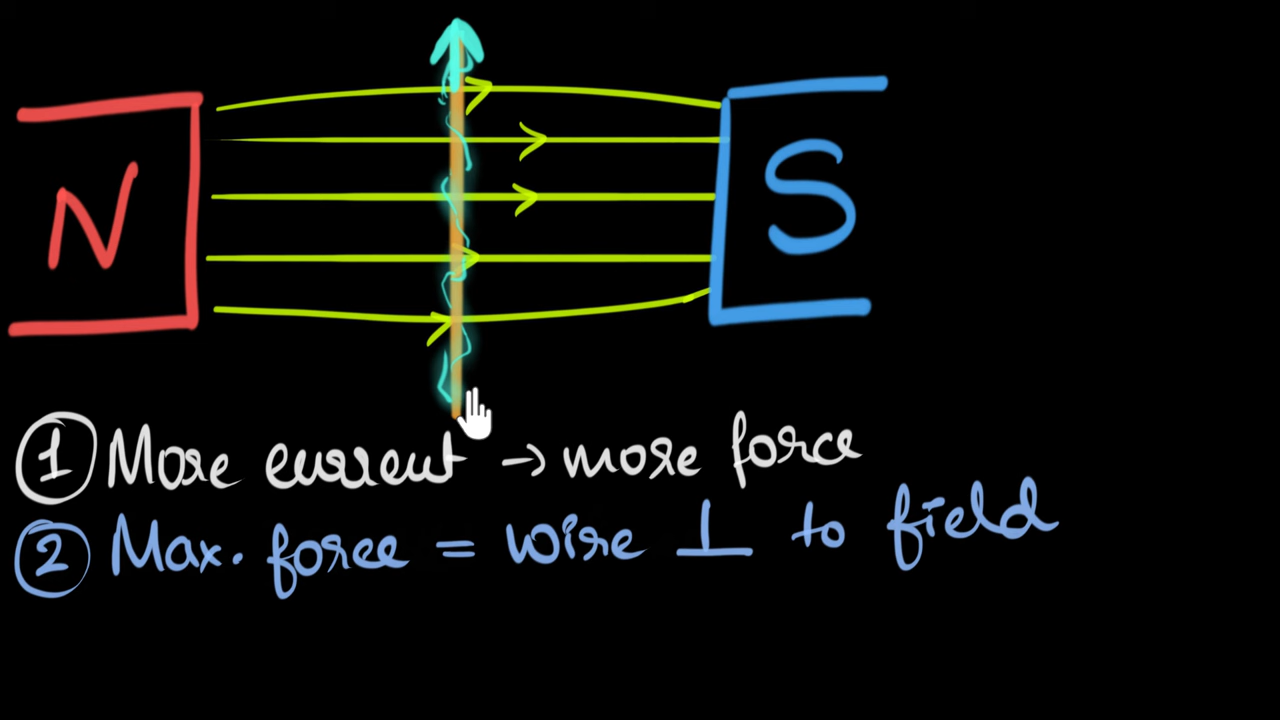 N S
① More current → more force
② Max. force = wire ⊥ to field